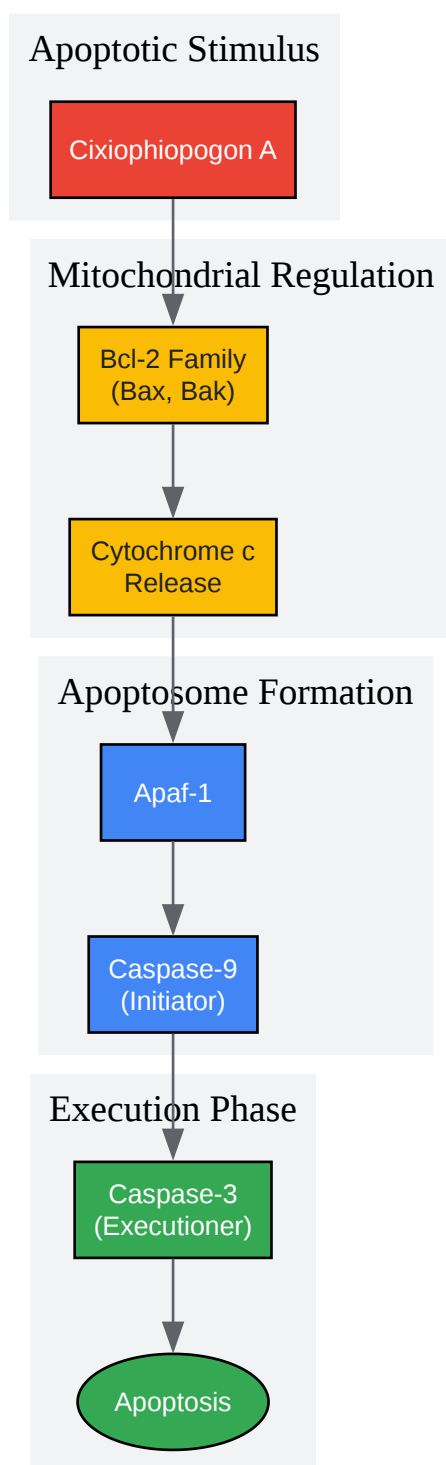 Apoptotic Stimulus
Cixiophiopogon A
Mitochondrial Regulation
Bcl-2 Family
(Bax, Bak)
Cytochrome c
Release
Apoptosome Formation
Apaf-1
Caspase-9
(Initiator)
Execution Phase
Caspase-3
(Executioner)
Apoptosis